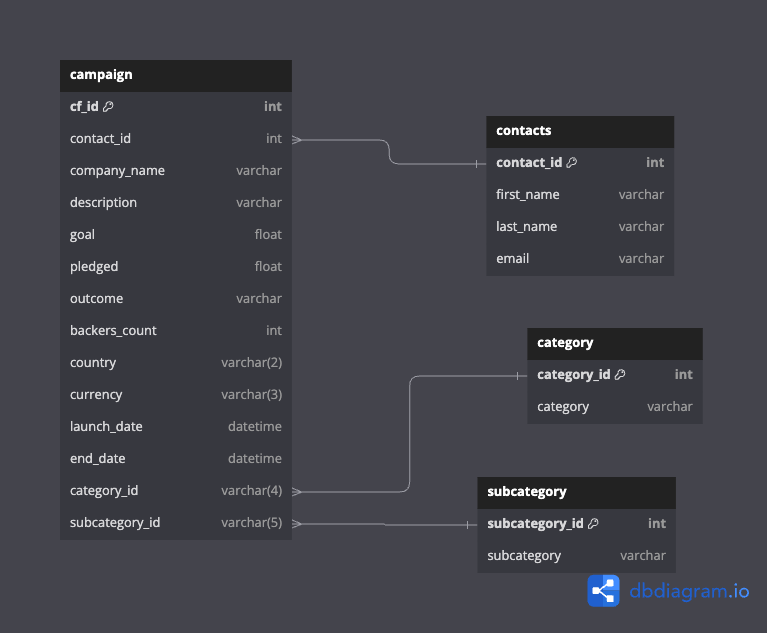 campaign
cf_id int
contact_id int
company_name varchar
description varchar
goal float
pledged float
outcome varchar
backers_count int
country varchar(2)
currency varchar(3)
launch_date datetime
end_date datetime
category_id varchar(4)
subcategory_id varchar(5)
contacts
contact_id int
first_name varchar
last_name varchar
email varchar
category
category_id int
category varchar
subcategory
subcategory_id int
subcategory varchar
dbdiagram.io